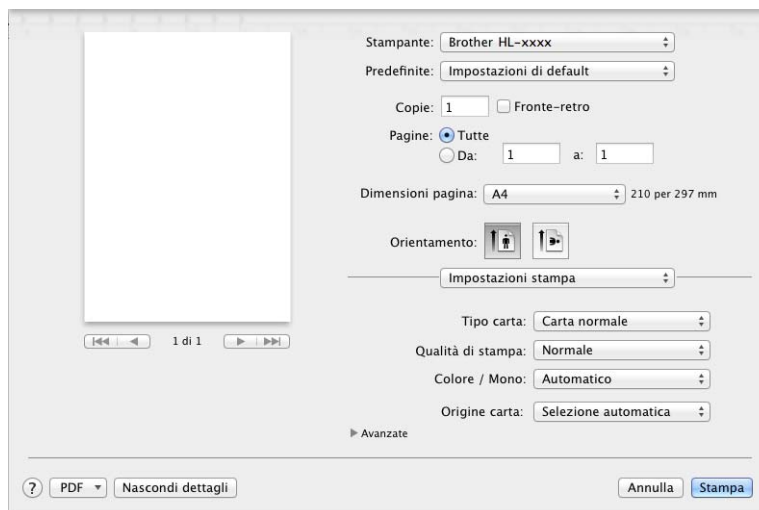 Stampante: Brother HL-xxxx
Predefinite: Impostazioni di default
Copie: 1 Fronte-retro
Pagine: Tutte
Da: 1 a: 1
Dimensioni pagina: A4 210 per 297 mm
Orientamento:
Impostazioni stampa
1 di 1
Tipo carta: Carta normale
Qualità di stampa: Normale
Colore / Mono: Automatico
Origine carta: Selezione automatica
Avanzate
? PDF Nascondi dettagli Annulla Stampa